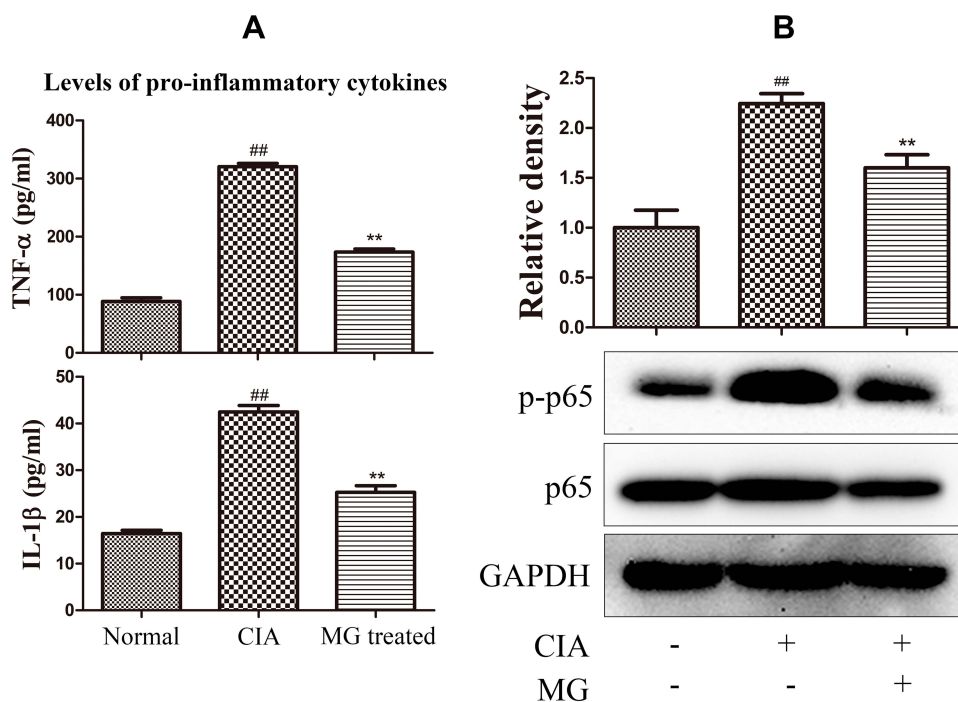 A
Levels of pro-inflammatory cytokines
TNF-α (pg/ml)
400
300
200
100
0
##
**
IL-1β (pg/ml)
50
40
30
20
10
0
##
**
Normal CIA MG treated
B
Relative density
2.5
2.0
1.5
1.0
0.5
0.0
##
**
p-p65
p65
GAPDH
CIA - + +
MG - - +